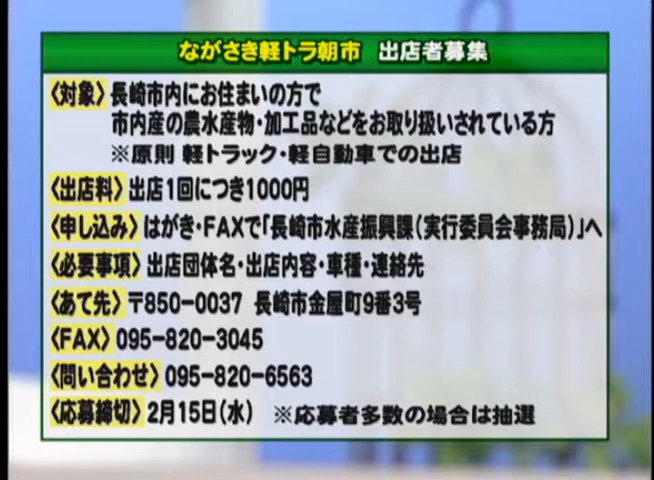 ながさき軽トラ朝市 出店者募集
〈対象〉長崎市内にお住まいの方で
市内産の農水産物・加工品などをお取り扱いされている方
※原則 軽トラック・軽自動車での出店
〈出店料〉出店1回につき1000円
〈申し込み〉はがき・FAXで「長崎市水産振興課(実行委員会事務局)」へ
〈必要事項〉出店団体名・出店内容・車種・連絡先
〈あて先〉〒850-0037 長崎市金屋町9番3号
〈FAX〉095-820-3045
〈問い合わせ〉095-820-6563
〈応募締切〉2月15日(水) ※応募者多数の場合は抽選